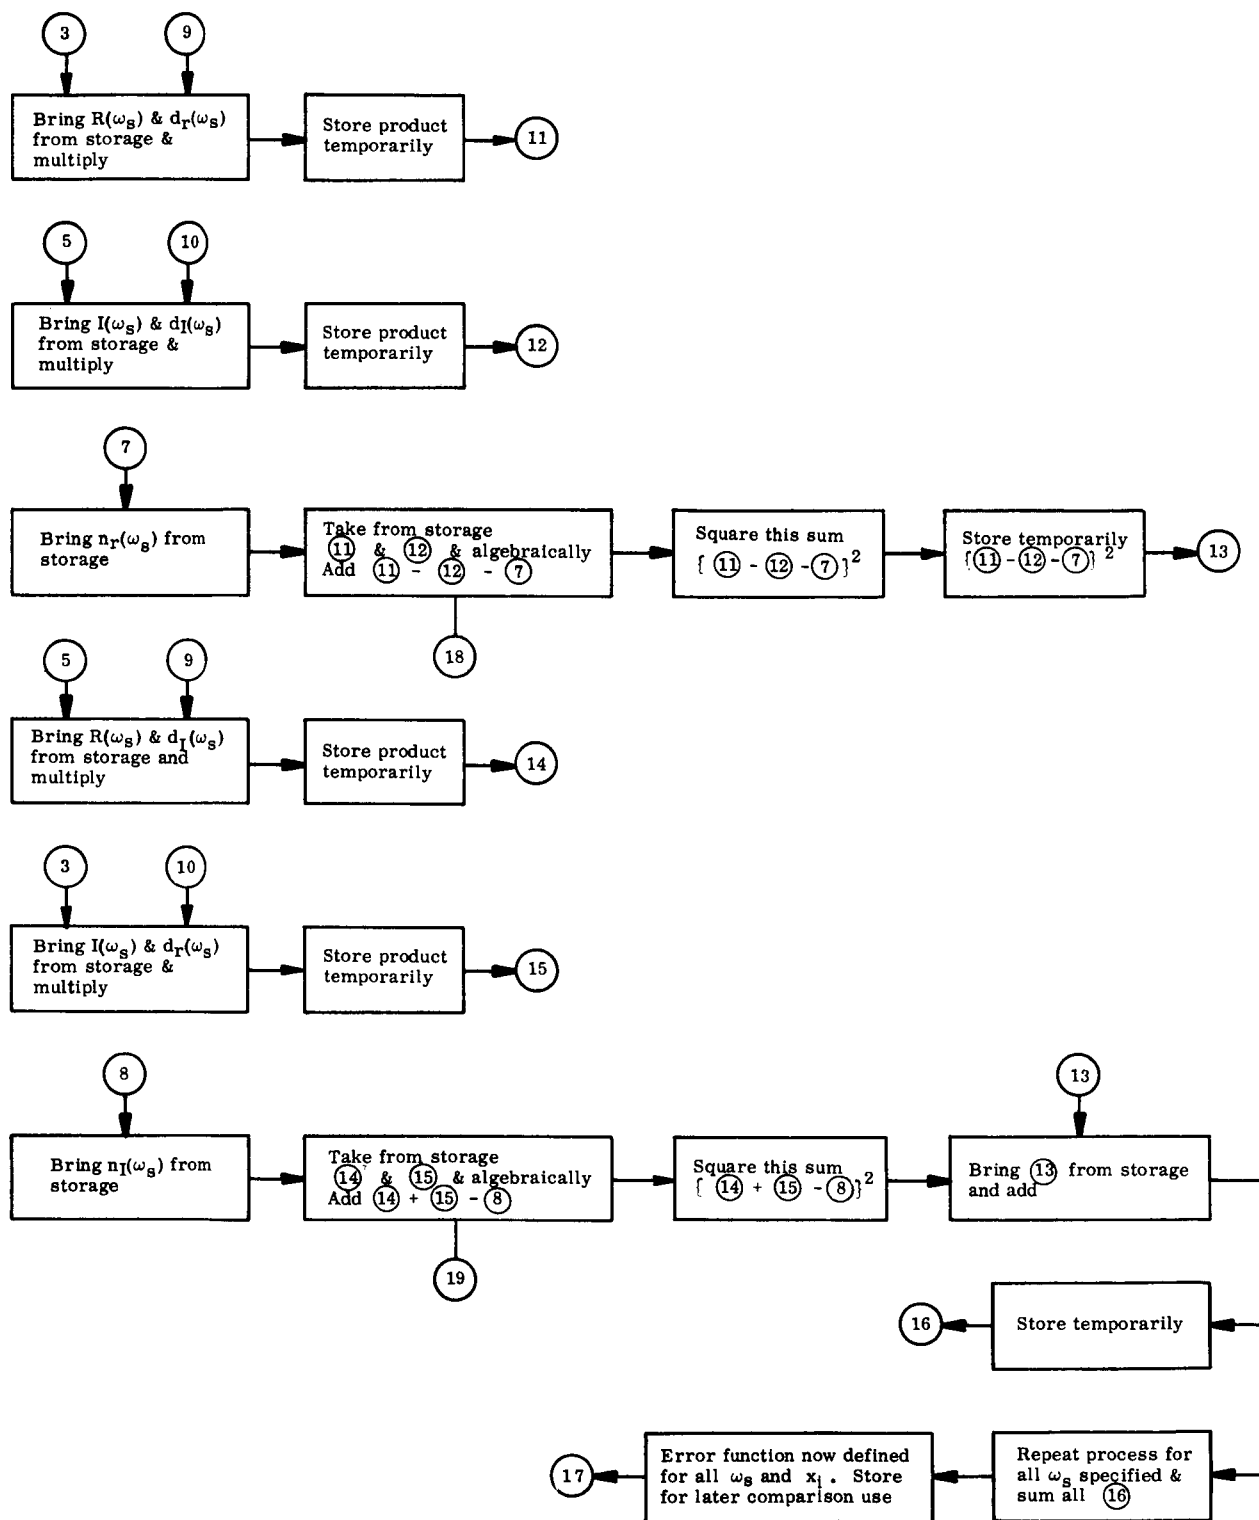 3
9
Bring R(ωs) & dr(ωs)
from storage &
multiply
Store product
temporarily
11
5
10
Bring I(ωs) & dI(ωs)
from storage &
multiply
Store product
temporarily
12
7
Bring nr(ωs) from
storage
Take from storage
11 & 12 & algebraically
Add 11 - 12 - 7
Square this sum
{ 11 - 12 - 7 }²
Store temporarily
{ 11 - 12 - 7 }²
13
18
5
9
Bring R(ωs) & dI(ωs)
from storage and
multiply
Store product
temporarily
14
3
10
Bring I(ωs) & dr(ωs)
from storage &
multiply
Store product
temporarily
15
8
13
Bring nI(ωs) from
storage
Take from storage
14 & 15 & algebraically
Add 14 + 15 - 8
Square this sum
{ 14 + 15 - 8 }²
Bring 13 from storage
and add
19
16
Store temporarily
17
Error function now defined
for all ωs and xi . Store
for later comparison use
Repeat process for
all ωs specified &
sum all 16